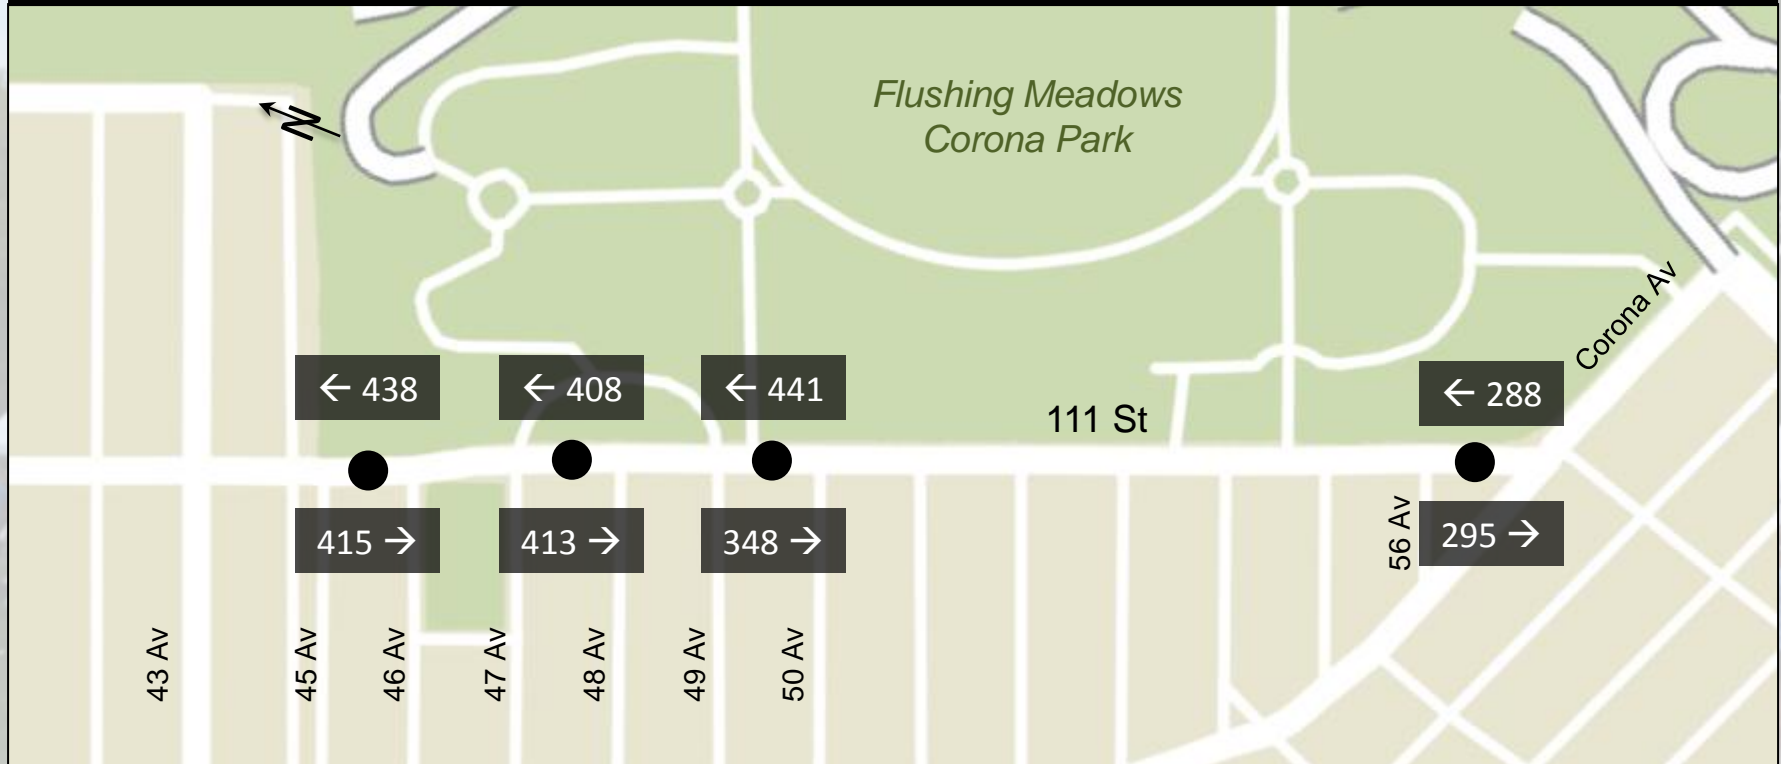 N
Flushing Meadows
Corona Park
Corona Av
← 438
← 408
← 441
← 288
111 St
415 →
413 →
348 →
295 →
56 Av
43 Av
45 Av
46 Av
47 Av
48 Av
49 Av
50 Av